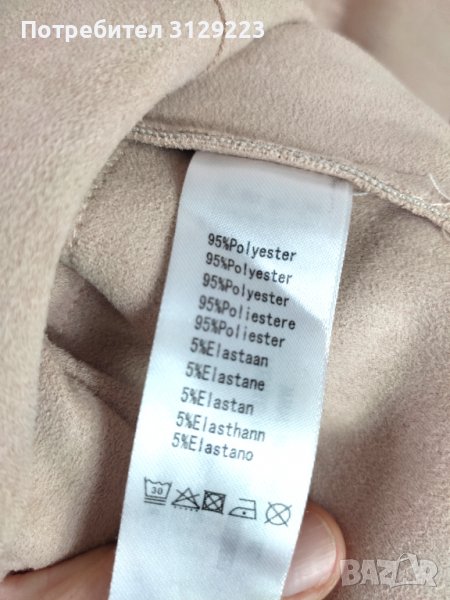 Потребител 3129223
95%Polyester
95%Polyester
95%Polyester
95%Poliestere
95%Poliester
5%Elastaan
5%Elastane
5%Elastan
5%Elasthann
5%Elastano
30
BAZAR